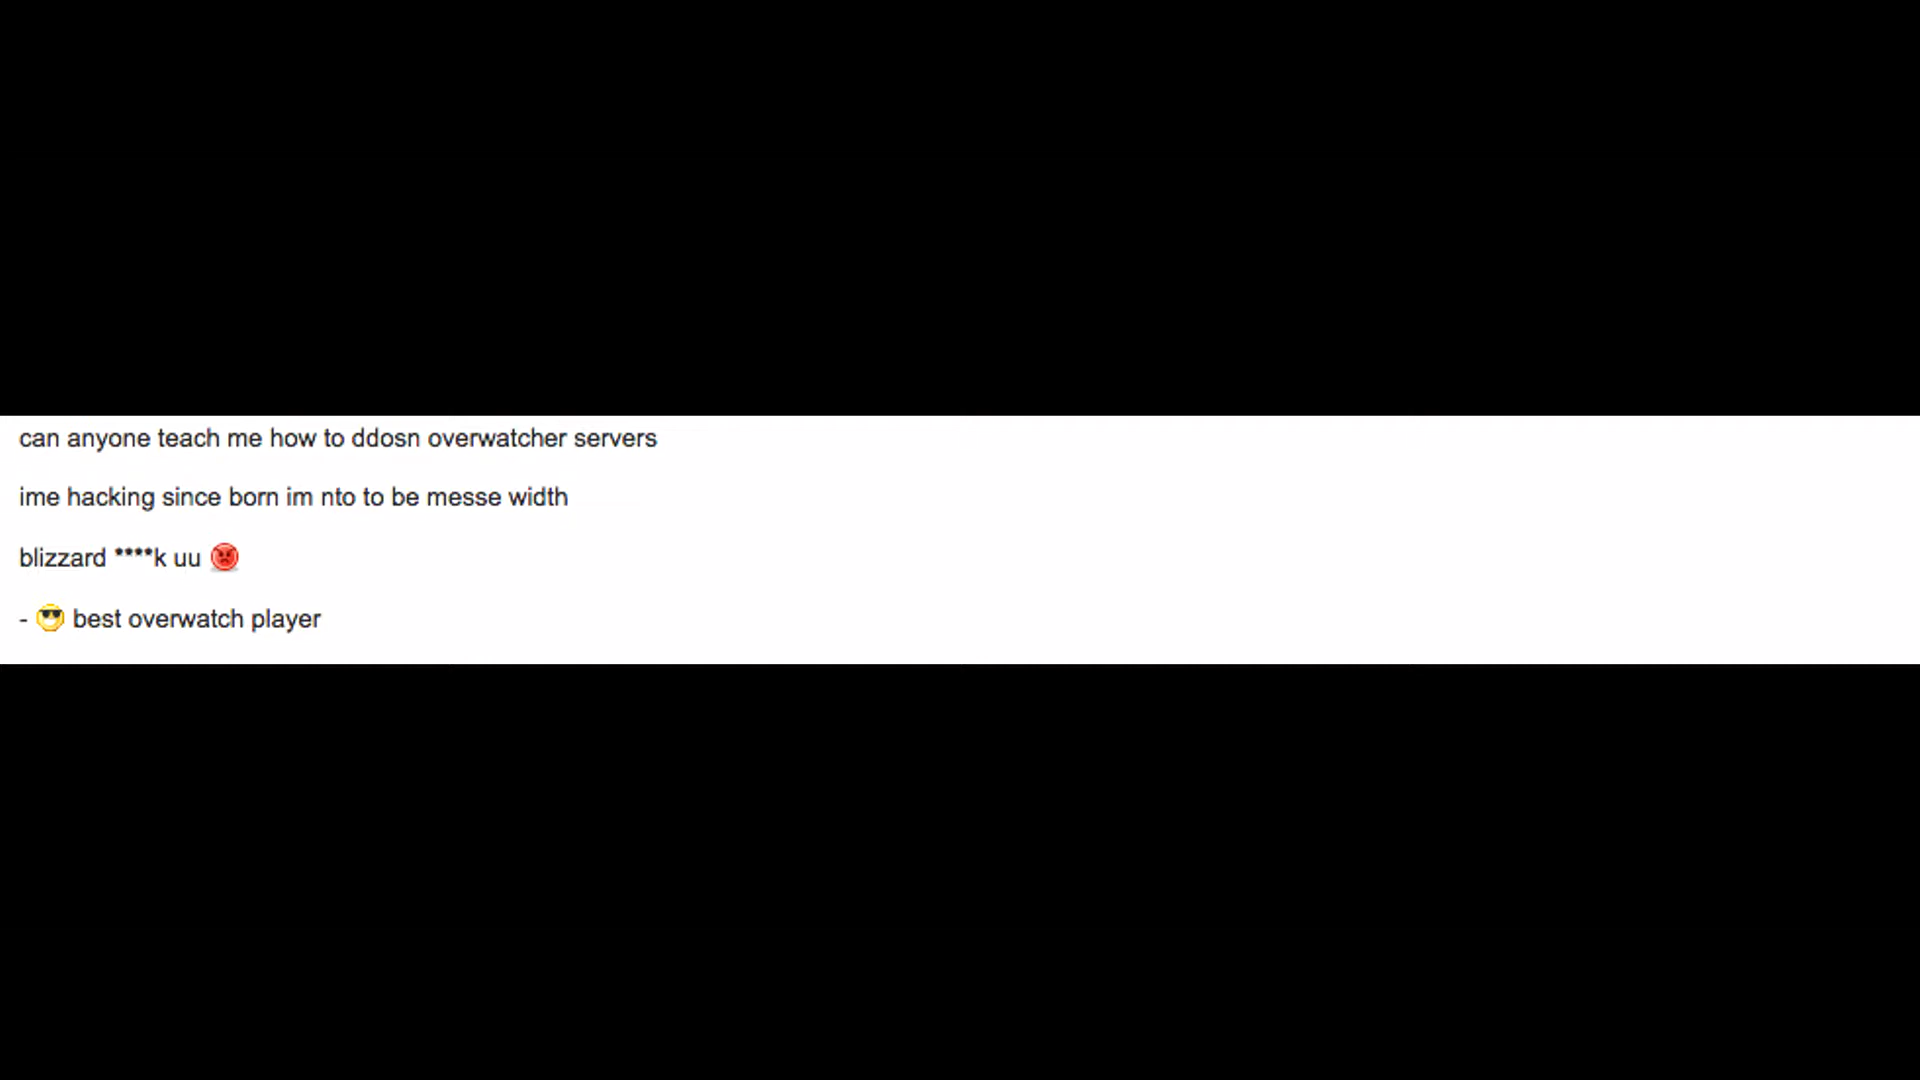 can anyone teach me how to ddosn overwatcher servers
ime hacking since born im nto to be messe width
blizzard ****k uu 😡
- 😎 best overwatch player